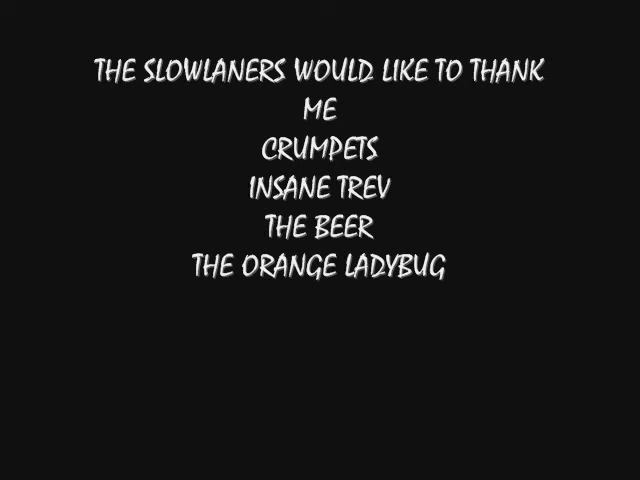 THE SLOWLANERS WOULD LIKE TO THANK
ME
CRUMPETS
INSANE TREV
THE BEER
THE ORANGE LADYBUG